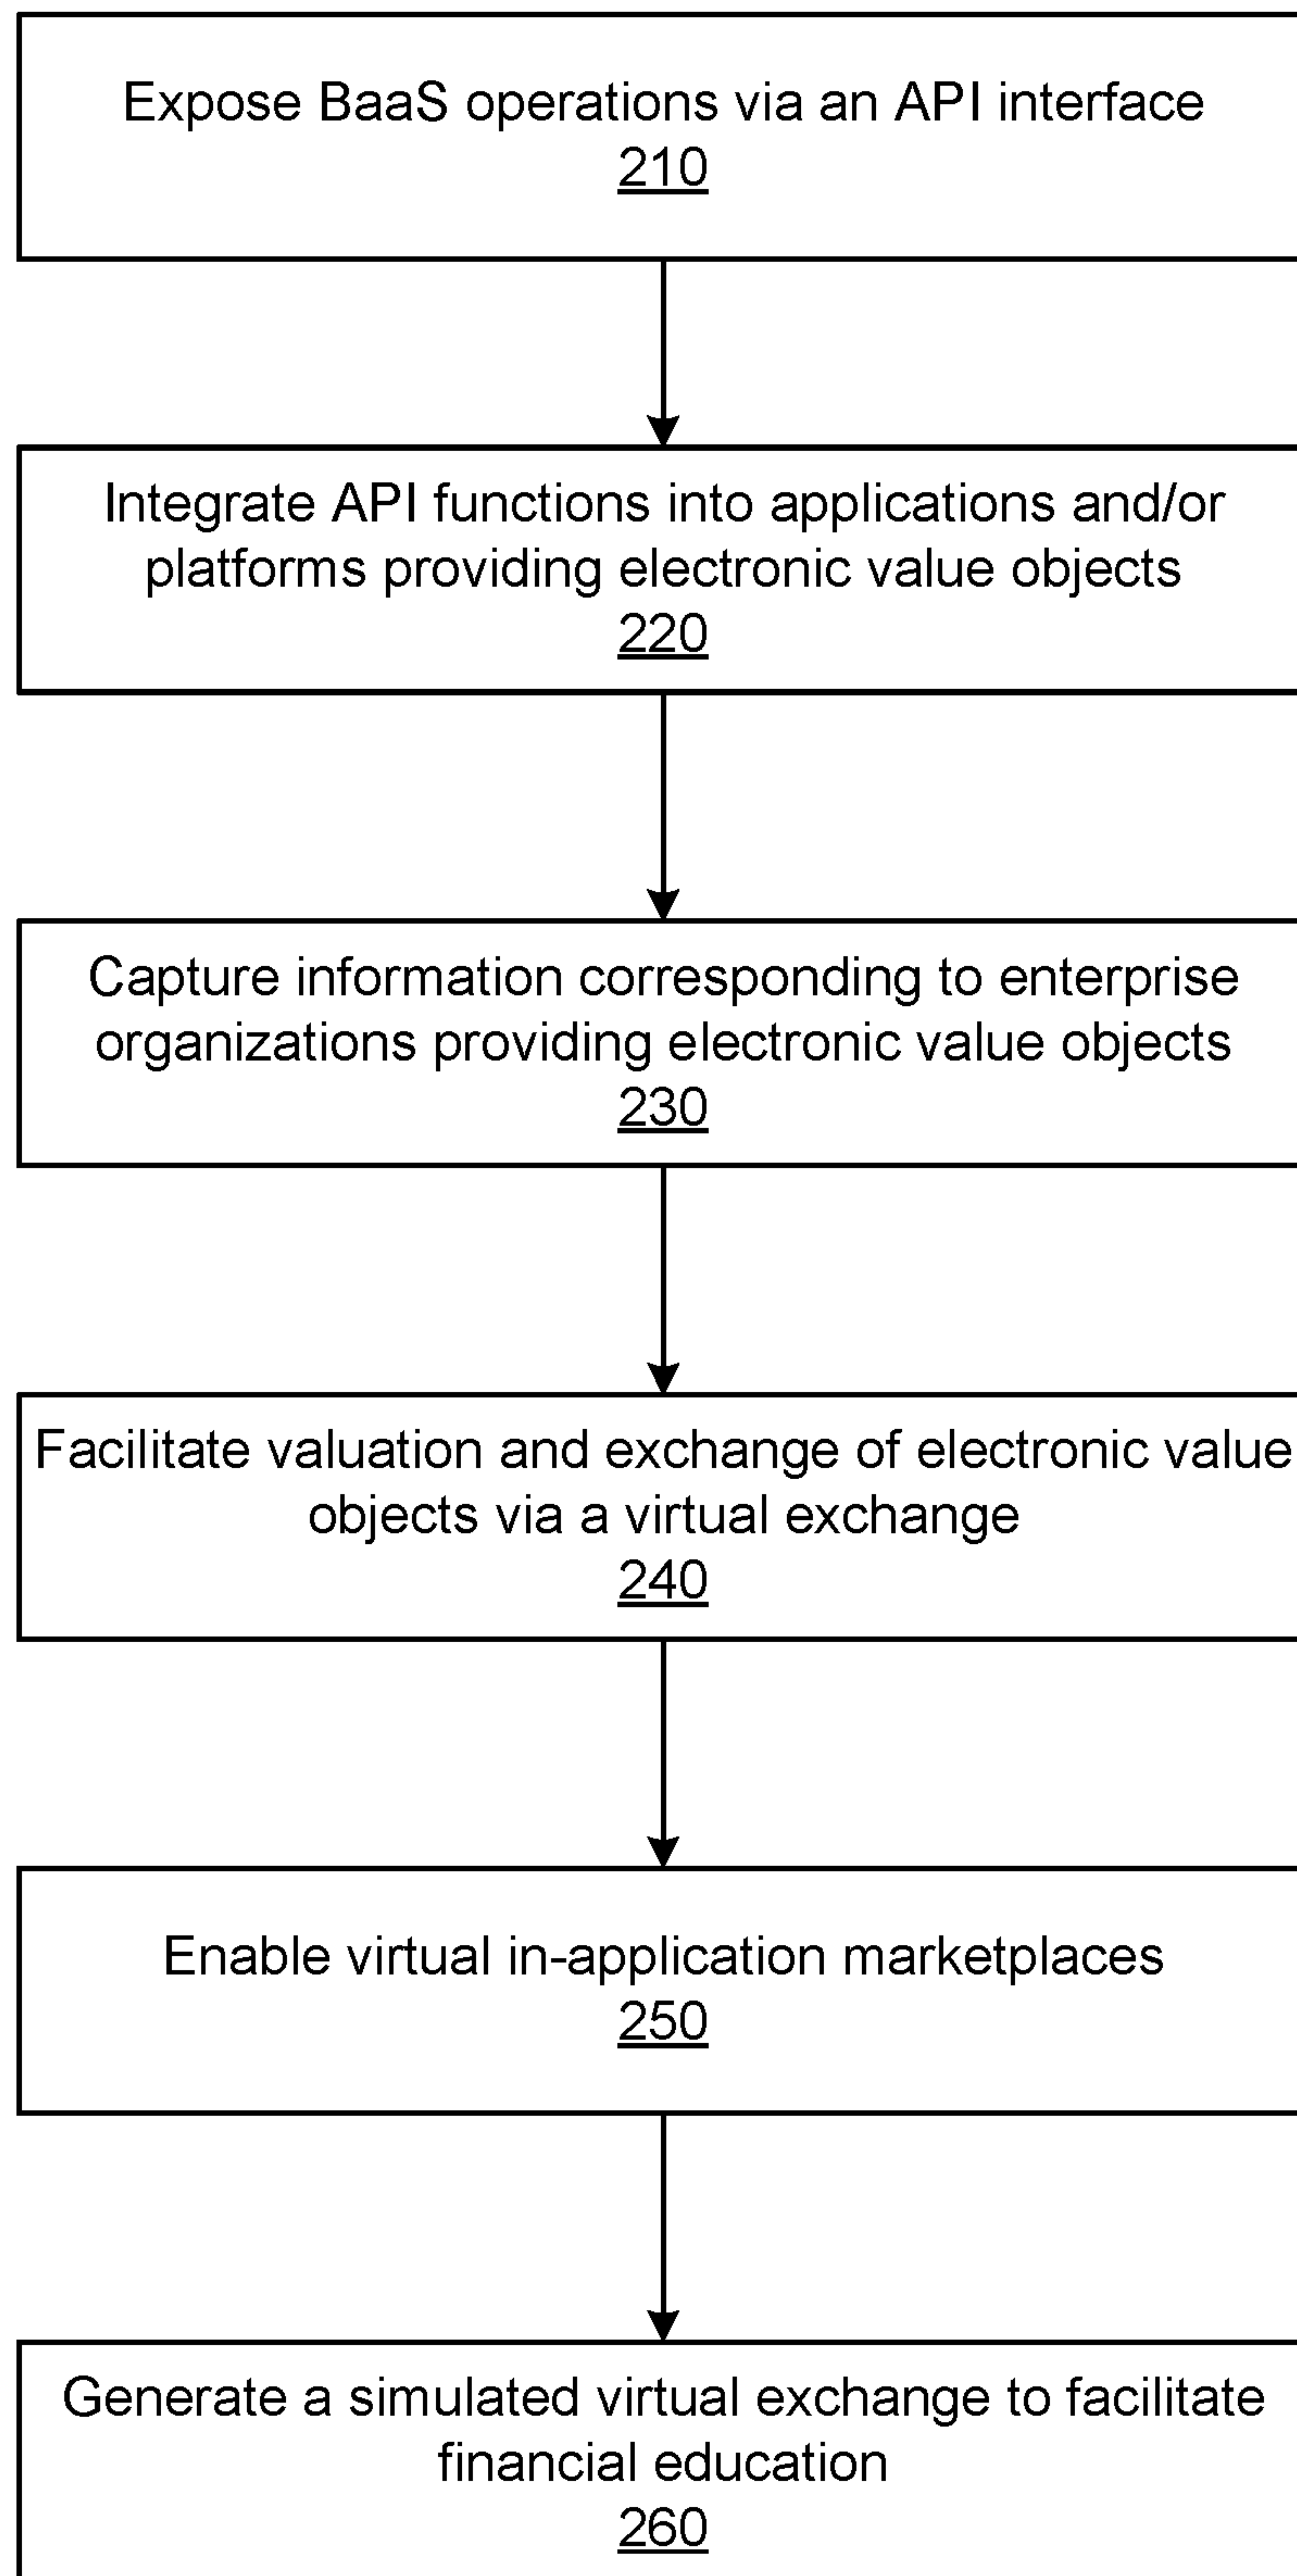 Expose BaaS operations via an API interface
210
Integrate API functions into applications and/or
platforms providing electronic value objects
220
Capture information corresponding to enterprise
organizations providing electronic value objects
230
Facilitate valuation and exchange of electronic value
objects via a virtual exchange
240
Enable virtual in-application marketplaces
250
Generate a simulated virtual exchange to facilitate
financial education
260